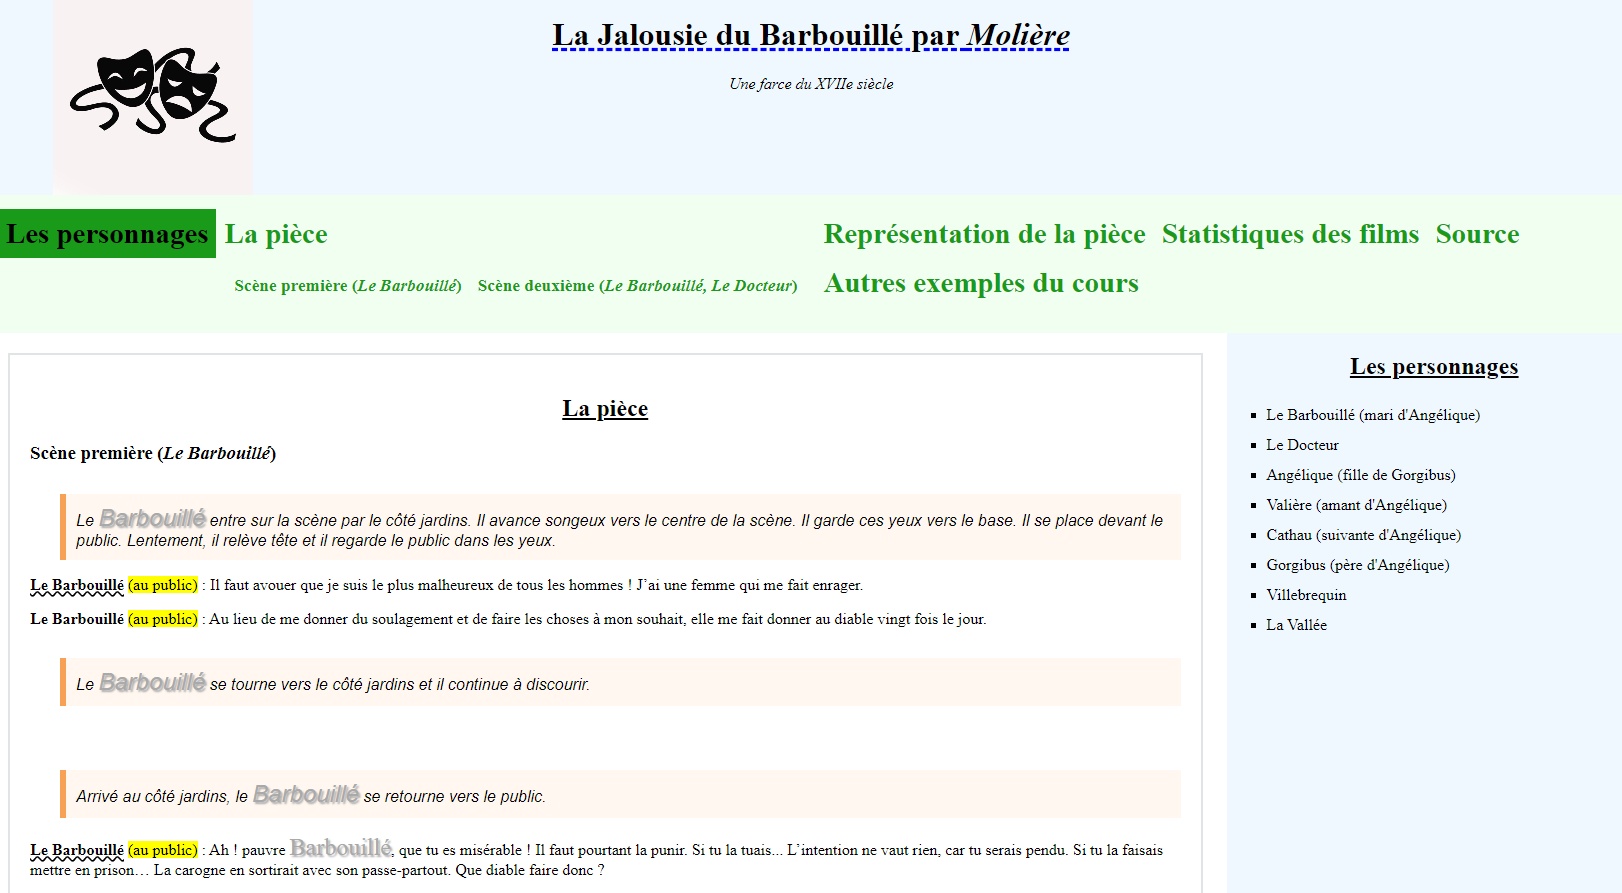 La Jalousie du Barbouillé par Molière
Une farce du XVIIe siècle
Les personnages
La pièce
Représentation de la pièce
Statistiques des films
Source
Scène première (Le Barbouillé)
Scène deuxième (Le Barbouillé, Le Docteur)
Autres exemples du cours
La pièce
Scène première (Le Barbouillé)
Le Barbouillé entre sur la scène par le côté jardins. Il avance songeux vers le centre de la scène. Il garde ces yeux vers le base. Il se place devant le
public. Lentement, il relève tête et il regarde le public dans les yeux.
Le Barbouillé (au public) : Il faut avouer que je suis le plus malheureux de tous les hommes ! J’ai une femme qui me fait enrager.
Le Barbouillé (au public) : Au lieu de me donner du soulagement et de faire les choses à mon souhait, elle me fait donner au diable vingt fois le jour.
Le Barbouillé se tourne vers le côté jardins et il continue à discourir.
Arrivé au côté jardins, le Barbouillé se retourne vers le public.
Le Barbouillé (au public) : Ah ! pauvre Barbouillé, que tu es misérable ! Il faut pourtant la punir. Si tu la tuais... L’intention ne vaut rien, car tu serais pendu. Si tu la faisais
mettre en prison… La carogne en sortirait avec son passe-partout. Que diable faire donc ?
Les personnages
Le Barbouillé (mari d'Angélique)
Le Docteur
Angélique (fille de Gorgibus)
Valière (amant d'Angélique)
Cathau (suivante d'Angélique)
Gorgibus (père d'Angélique)
Villebrequin
La Vallée